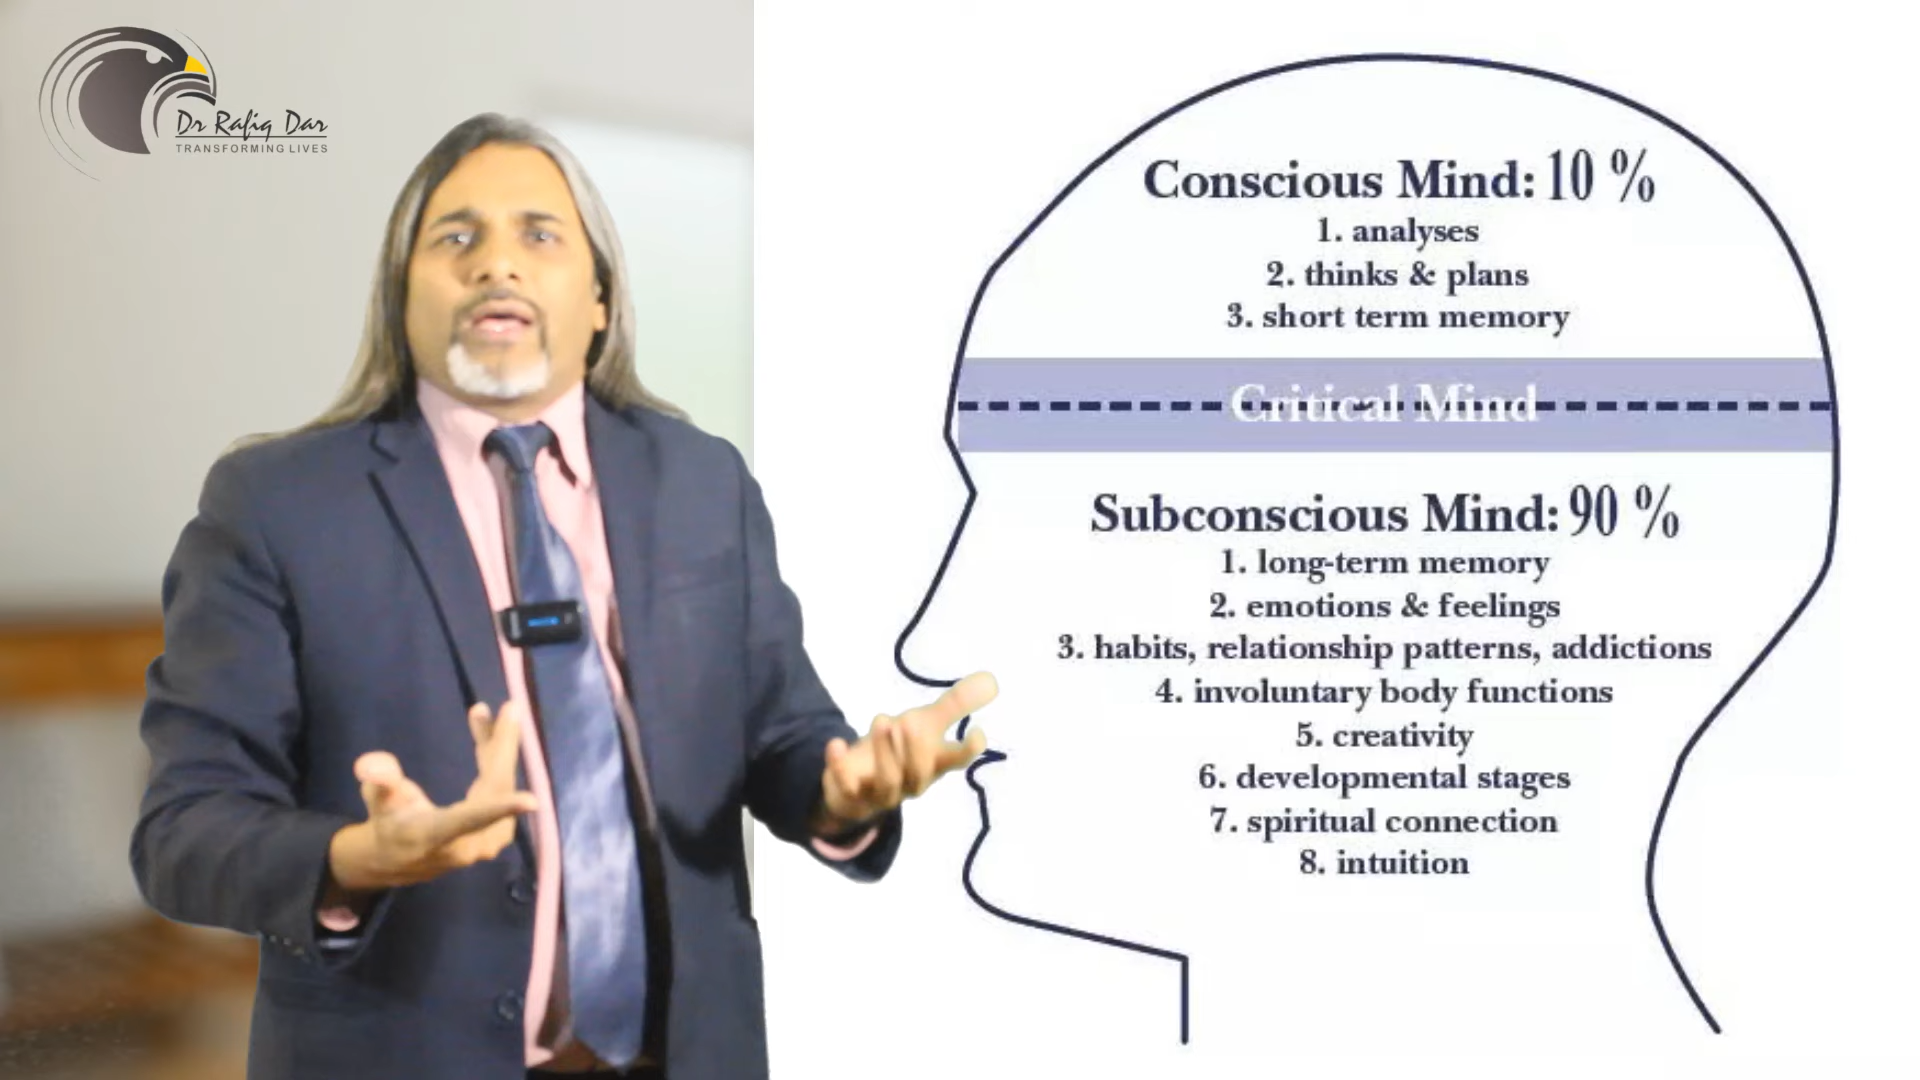 Dr Rafiq Dar
TRANSFORMING LIVES
Conscious Mind: 10 %
1. analyses
2. thinks & plans
3. short term memory
Critical Mind
Subconscious Mind: 90 %
1. long-term memory
2. emotions & feelings
3. habits, relationship patterns, addictions
4. involuntary body functions
5. creativity
6. developmental stages
7. spiritual connection
8. intuition